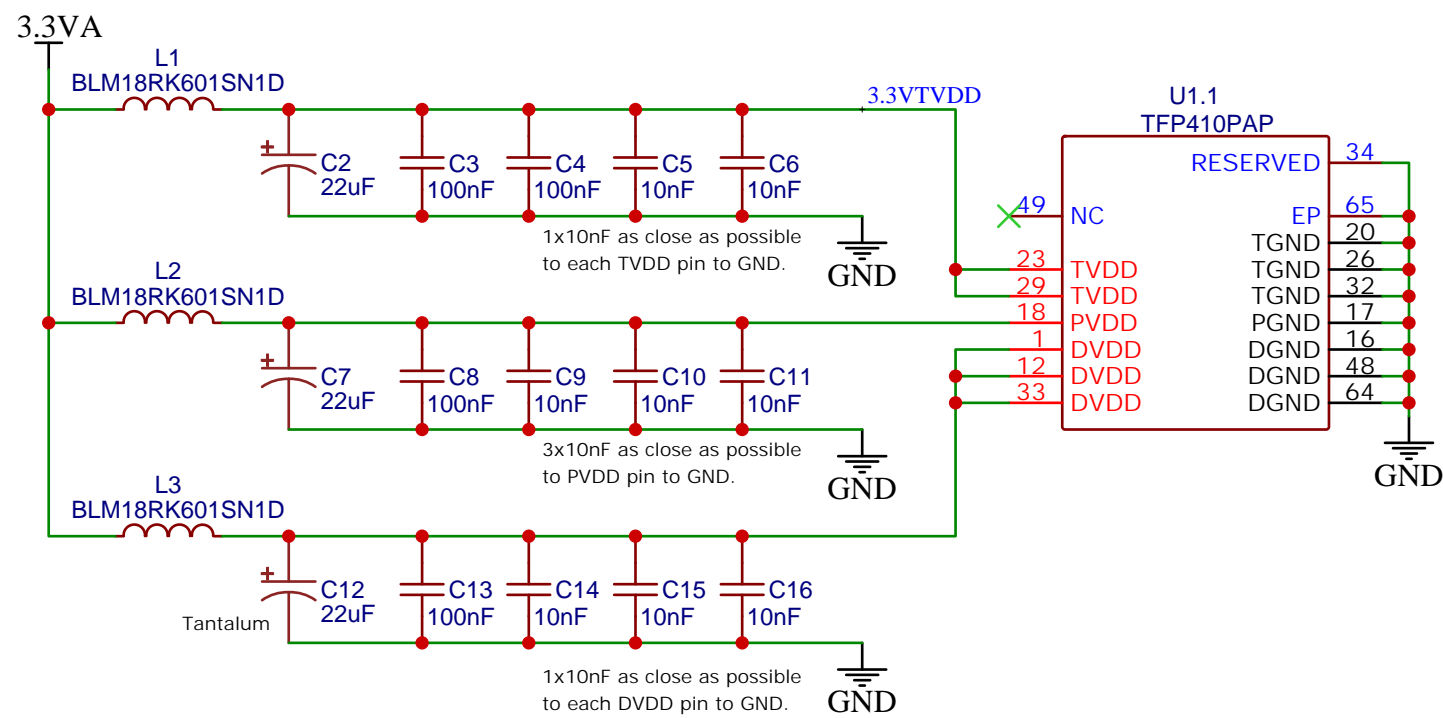 3.3VA
L1
BLM18RK601SN1D
C2
22uF
C3
100nF
C4
100nF
C5
10nF
C6
10nF
3.3VTVDD
1x10nF as close as possible
to each TVDD pin to GND.
GND
L2
BLM18RK601SN1D
C7
22uF
C8
100nF
C9
10nF
C10
10nF
C11
10nF
3x10nF as close as possible
to PVDD pin to GND.
GND
L3
BLM18RK601SN1D
C12
22uF
Tantalum
C13
100nF
C14
10nF
C15
10nF
C16
10nF
1x10nF as close as possible
to each DVDD pin to GND.
GND
U1.1
TFP410PAP
RESERVED 34
49 NC
EP 65
TGND 20
23 TVDD
TGND 26
29 TVDD
TGND 32
18 PVDD
PGND 17
1 DVDD
DGND 16
12 DVDD
DGND 48
33 DVDD
DGND 64
GND